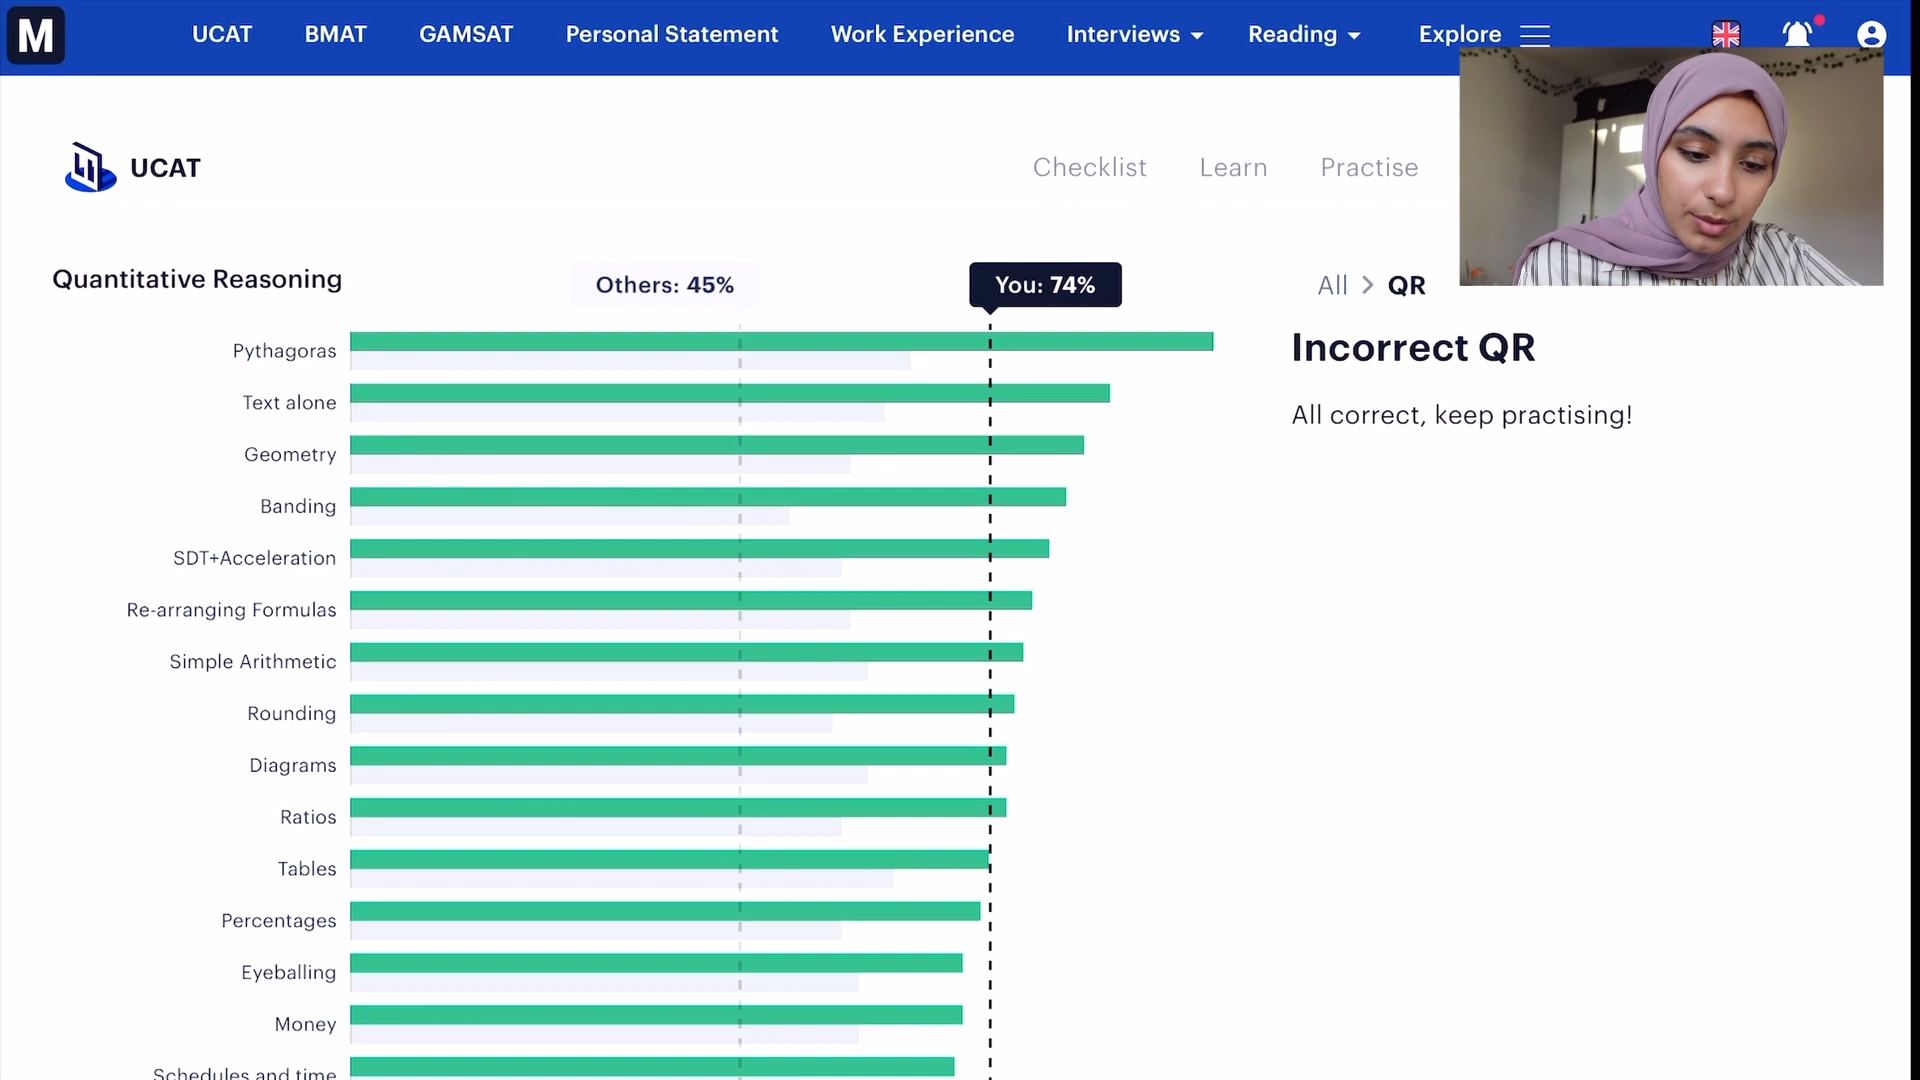 M
UCAT
BMAT
GAMSAT
Personal Statement
Work Experience
Interviews
Reading
Explore
UCAT
Checklist
Learn
Practise
Quantitative Reasoning
Others: 45%
You: 74%
All > QR
Incorrect QR
All correct, keep practising!
Pythagoras
Text alone
Geometry
Banding
SDT+Acceleration
Re-arranging Formulas
Simple Arithmetic
Rounding
Diagrams
Ratios
Tables
Percentages
Eyeballing
Money
Schedules and time